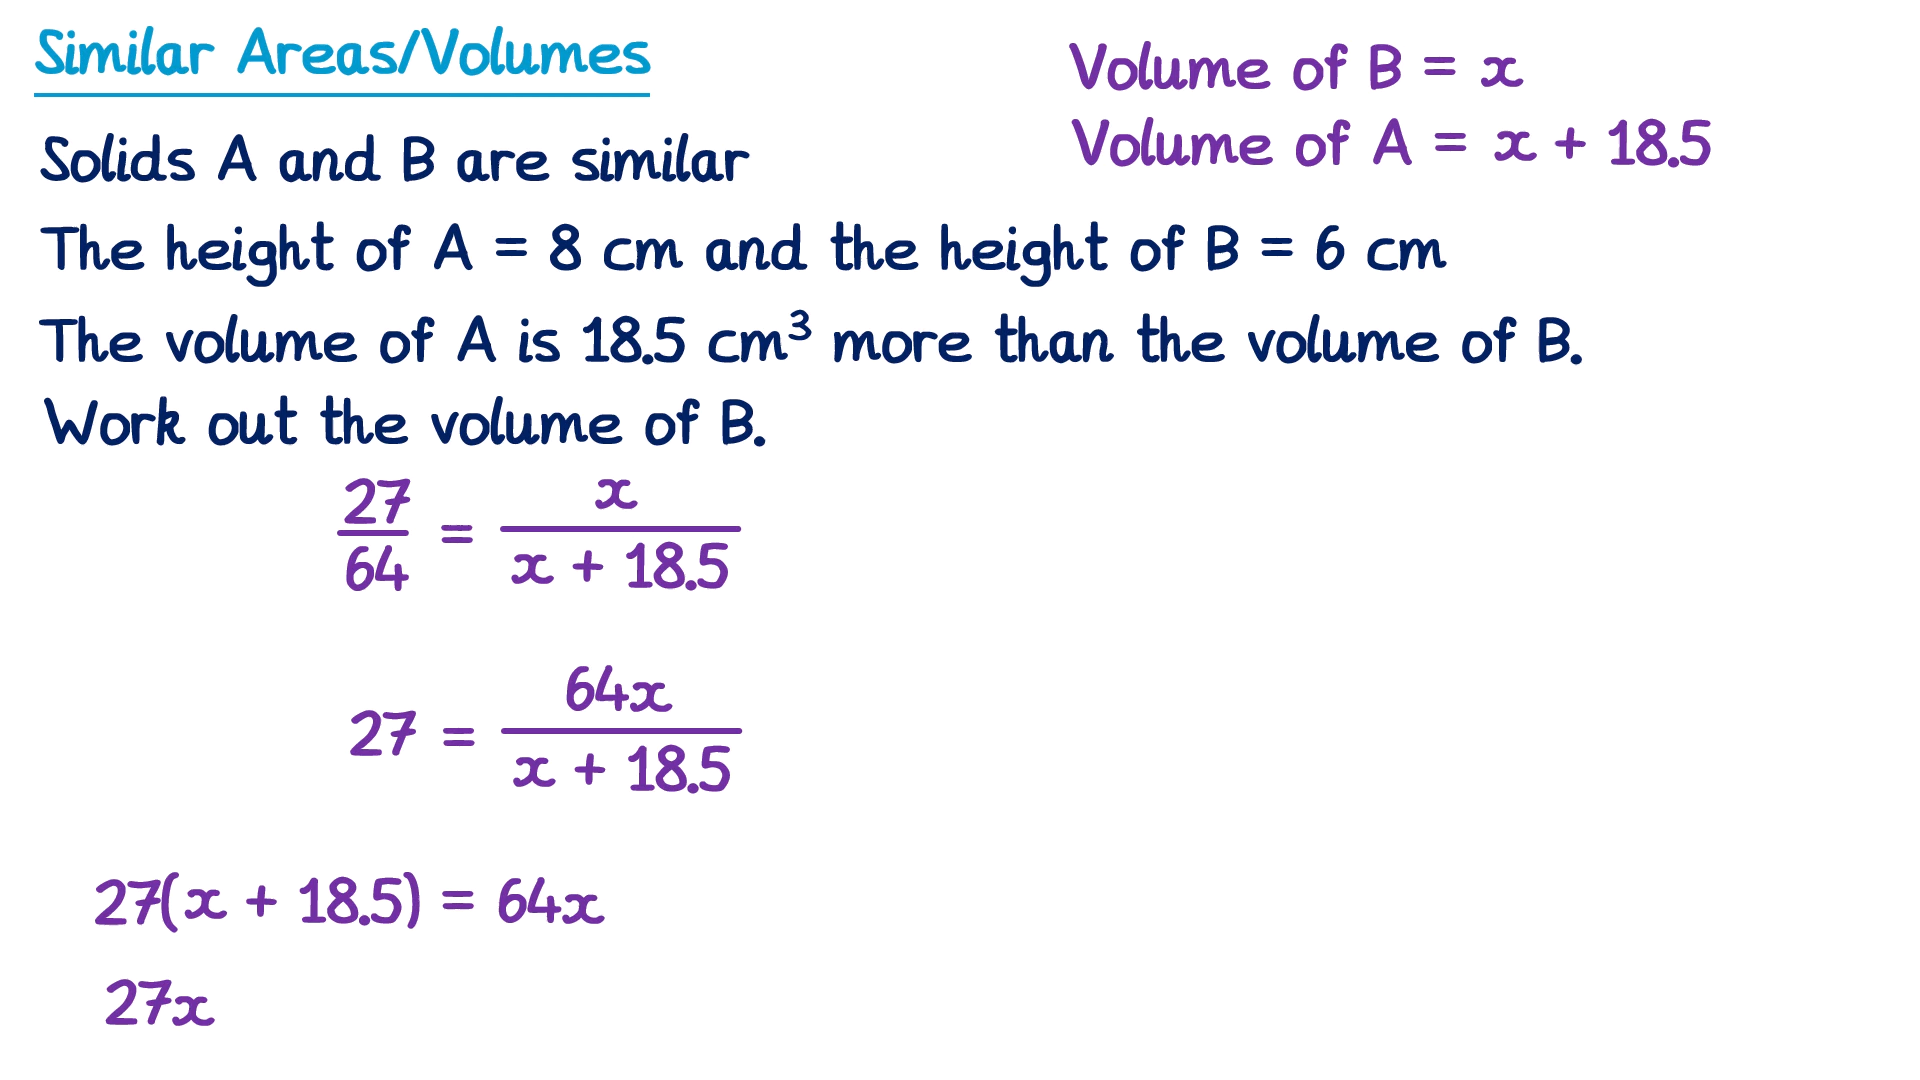 Similar Areas/Volumes
Volume of B = x
Volume of A = x + 18.5
Solids A and B are similar
The height of A = 8 cm and the height of B = 6 cm
The volume of A is 18.5 cm³ more than the volume of B.
Work out the volume of B.
27/64 = x/(x + 18.5)
27 = 64x/(x + 18.5)
27(x + 18.5) = 64x
27x